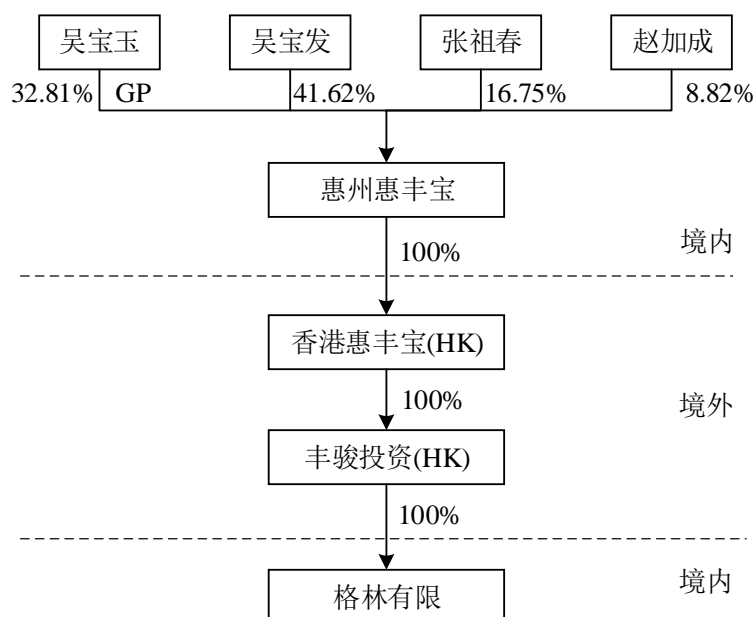 吴宝玉 吴宝发 张祖春 赵加成
32.81% GP 41.62% 16.75% 8.82%
惠州惠丰宝
境内
100%
香港惠丰宝(HK)
100%
境外
丰骏投资(HK)
100%
格林有限
境内